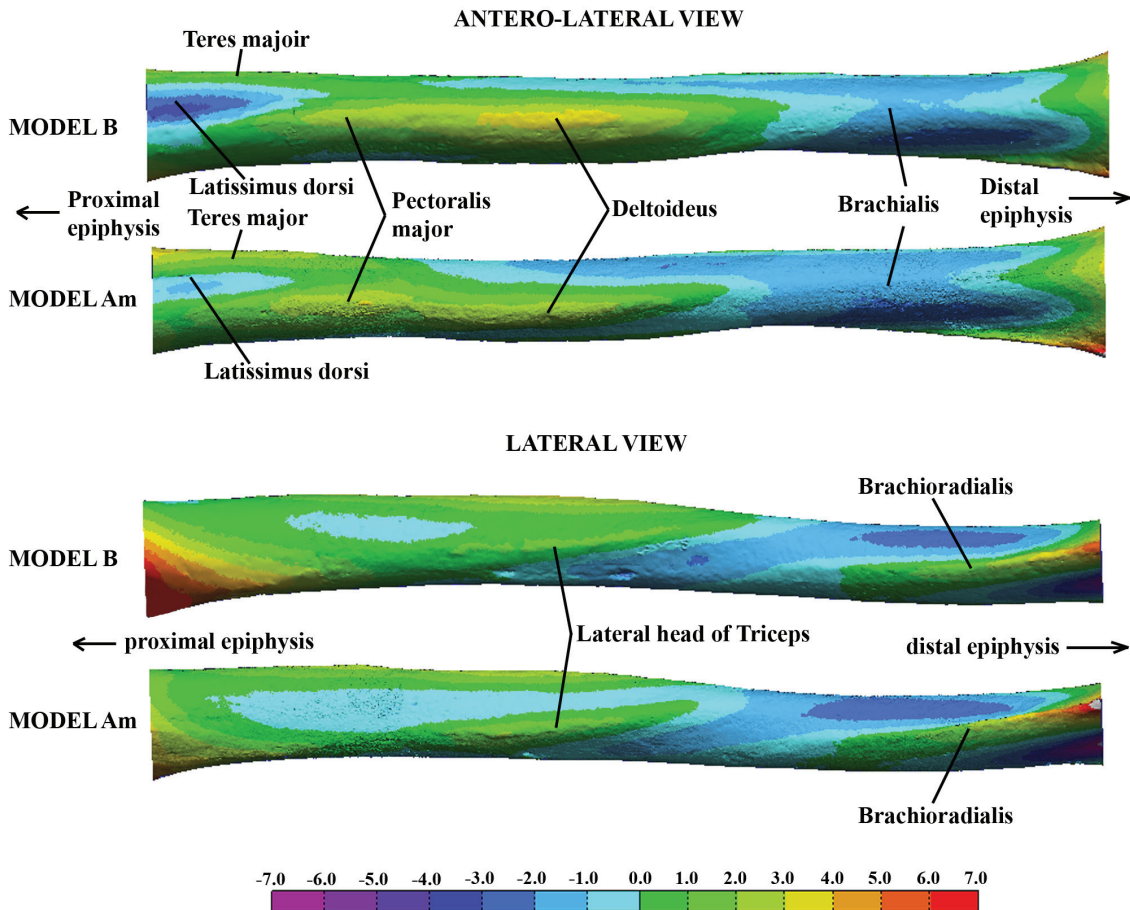 ANTERO-LATERAL VIEW
Teres majoir
MODEL B
Latissimus dorsi
Proximal
epiphysis
Teres major
Pectoralis
major
Deltoideus
Brachialis
Distal
epiphysis
MODEL Am
Latissimus dorsi
LATERAL VIEW
Brachioradialis
MODEL B
proximal epiphysis
Lateral head of Triceps
distal epiphysis
MODEL Am
Brachioradialis
-7.0 -6.0 -5.0 -4.0 -3.0 -2.0 -1.0 0.0 1.0 2.0 3.0 4.0 5.0 6.0 7.0